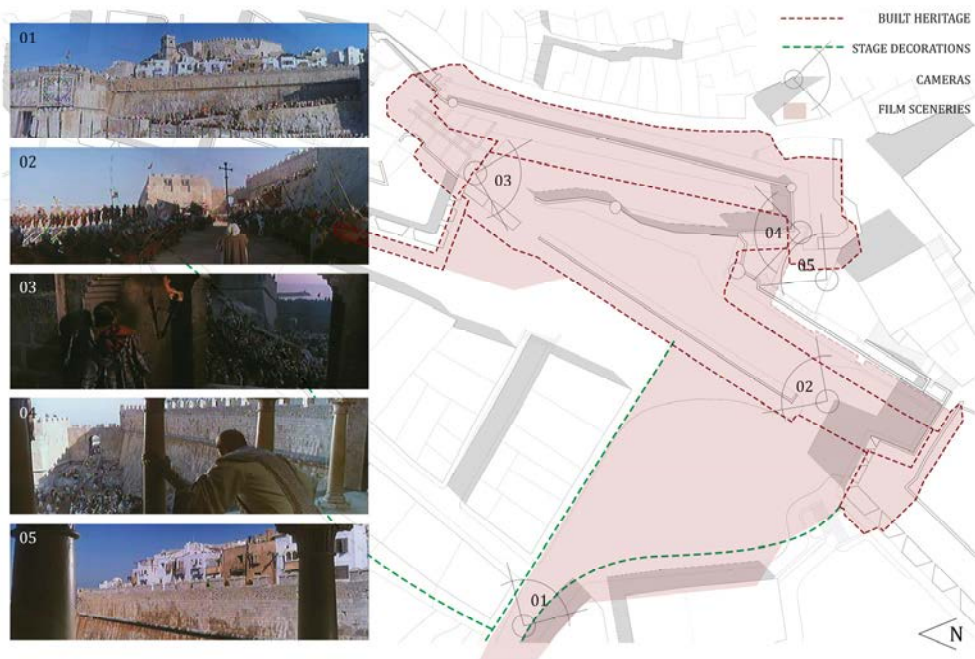 01
02
03
04
05
BUILT HERITAGE
STAGE DECORATIONS
CAMERAS
FILM SCENERIES
03
04
05
02
01
N